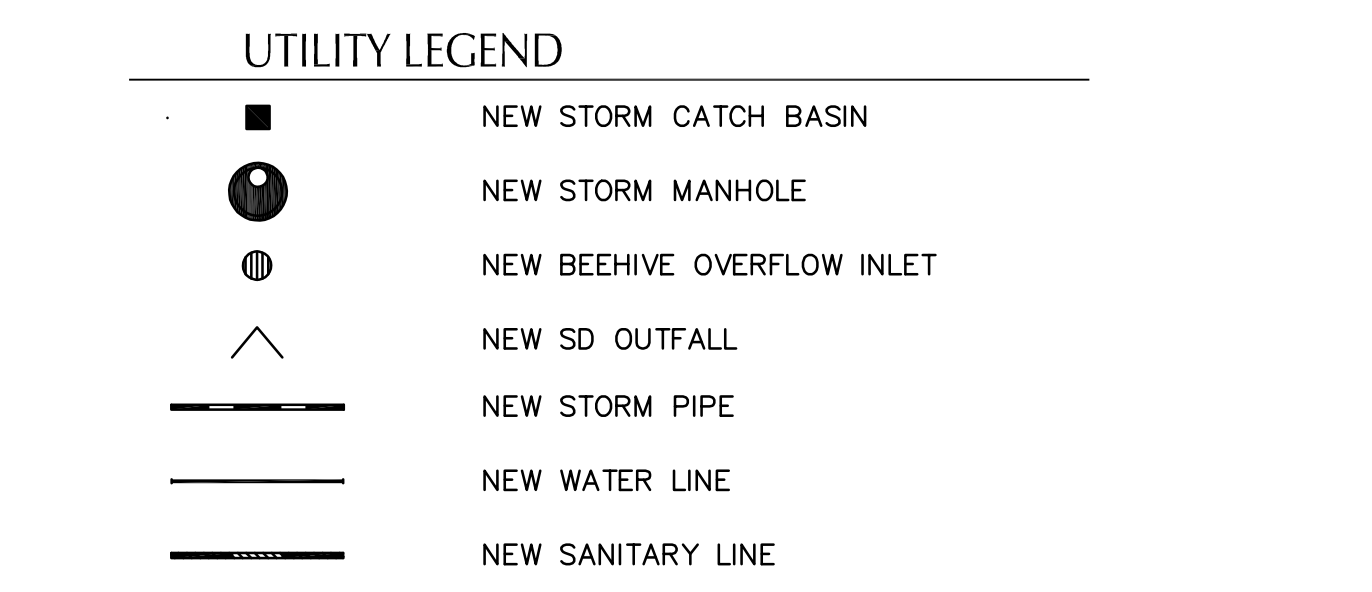 UTILITY LEGEND
NEW STORM CATCH BASIN
NEW STORM MANHOLE
NEW BEEHIVE OVERFLOW INLET
NEW SD OUTFALL
NEW STORM PIPE
NEW WATER LINE
NEW SANITARY LINE